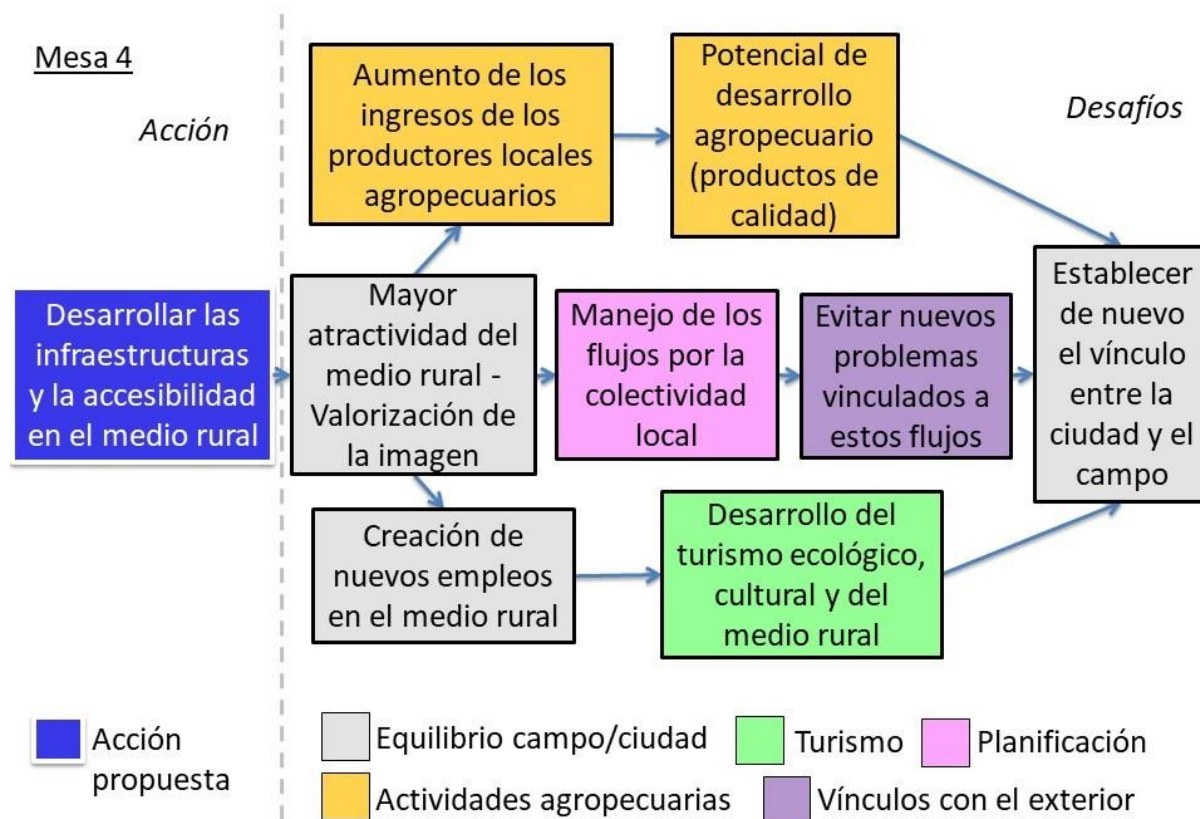 Mesa 4
Acción
Desafíos
Aumento de los
ingresos de los
productores locales
agropecuarios
Potencial de
desarrollo
agropecuario
(productos de
calidad)
Desarrollar las
infraestructuras
y la accesibilidad
en el medio rural
Mayor
atractividad del
medio rural -
Valorización de
la imagen
Manejo de los
flujos por la
colectividad
local
Evitar nuevos
problemas
vinculados a
estos flujos
Establecer
de nuevo
el vínculo
entre la
ciudad y el
campo
Creación de
nuevos empleos
en el medio rural
Desarrollo del
turismo ecológico,
cultural y del
medio rural
Acción
propuesta
Equilibrio campo/ciudad
Turismo
Planificación
Actividades agropecuarias
Vínculos con el exterior